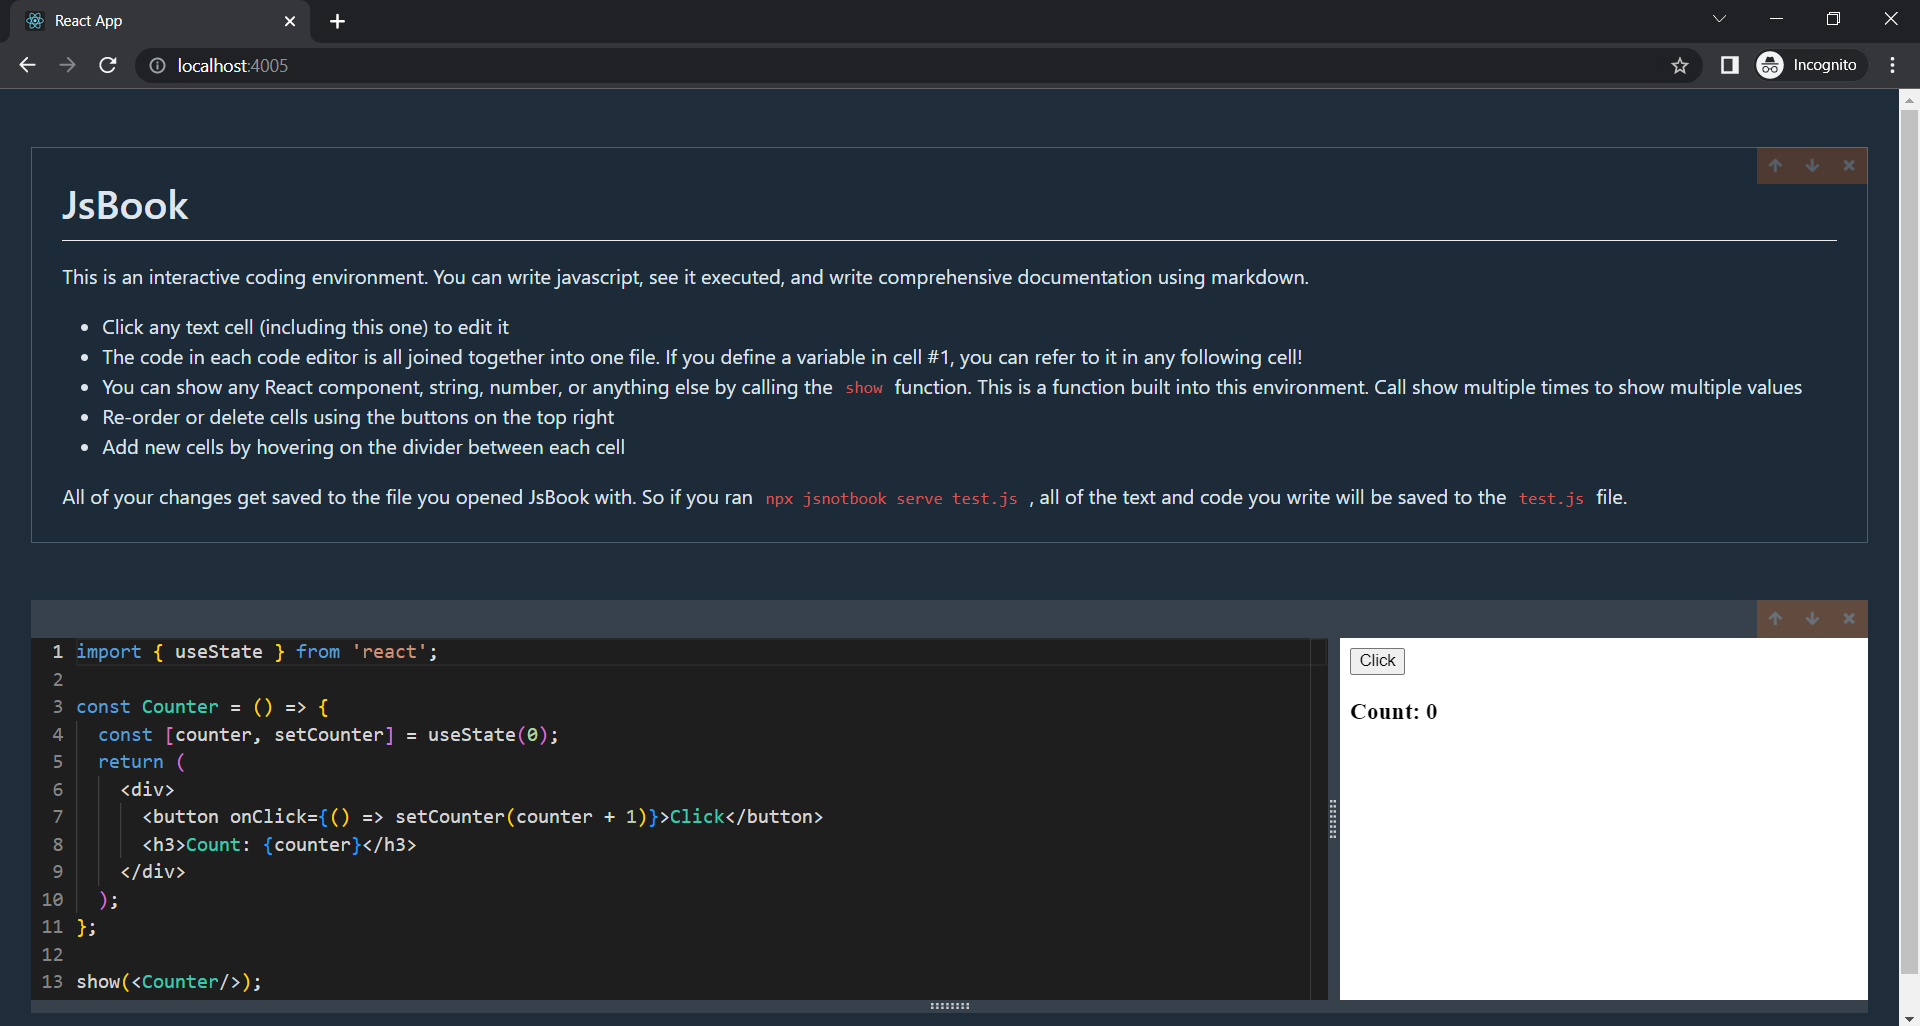 React App
localhost:4005
Incognito
JsBook
This is an interactive coding environment. You can write javascript, see it executed, and write comprehensive documentation using markdown.
Click any text cell (including this one) to edit it
The code in each code editor is all joined together into one file. If you define a variable in cell #1, you can refer to it in any following cell!
You can show any React component, string, number, or anything else by calling the show function. This is a function built into this environment. Call show multiple times to show multiple values
Re-order or delete cells using the buttons on the top right
Add new cells by hovering on the divider between each cell
All of your changes get saved to the file you opened JsBook with. So if you ran npx jsnotbook serve test.js , all of the text and code you write will be saved to the test.js file.
1 import { useState } from 'react';
2
3 const Counter = () => {
4   const [counter, setCounter] = useState(0);
5   return (
6     <div>
7       <button onClick={() => setCounter(counter + 1)}>Click</button>
8       <h3>Count: {counter}</h3>
9     </div>
10   );
11 };
12
13 show(<Counter/>);
Click
Count: 0